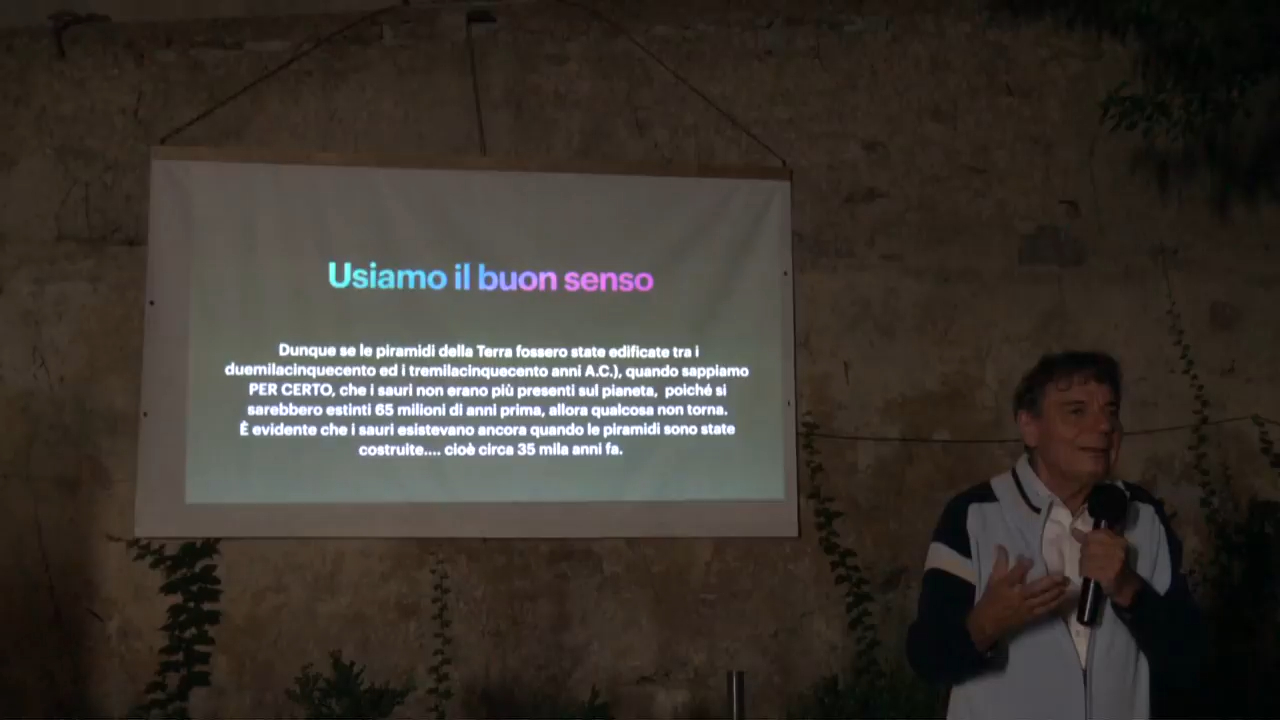 Usiamo il buon senso
Dunque se le piramidi della Terra fossero state edificate tra i
duemilacinquecento ed i tremilacinquecento anni A.C.), quando sappiamo
PER CERTO, che i sauri non erano più presenti sul pianeta, poiché si
sarebbero estinti 65 milioni di anni prima, allora qualcosa non torna.
È evidente che i sauri esistevano ancora quando le piramidi sono state
costruite.... cioè circa 35 mila anni fa.